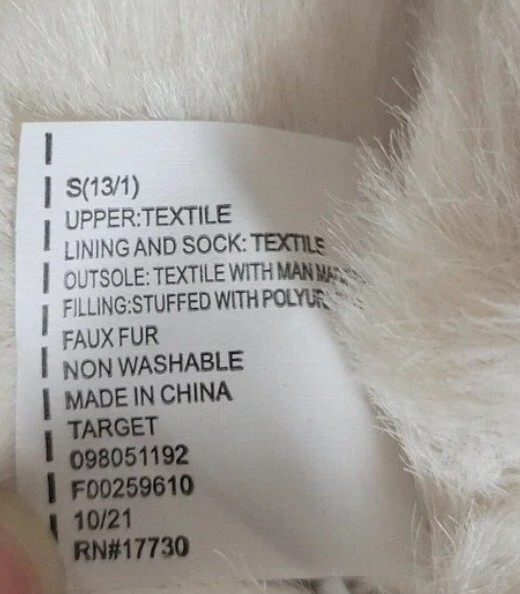 S(13/1)
UPPER:TEXTILE
LINING AND SOCK: TEXTILE
OUTSOLE: TEXTILE WITH MAN
FILLING:STUFFED WITH
FAUX FUR
NON WASHABLE
MADE IN CHINA
TARGET
098051192
F00259610
10/21
RN#17730